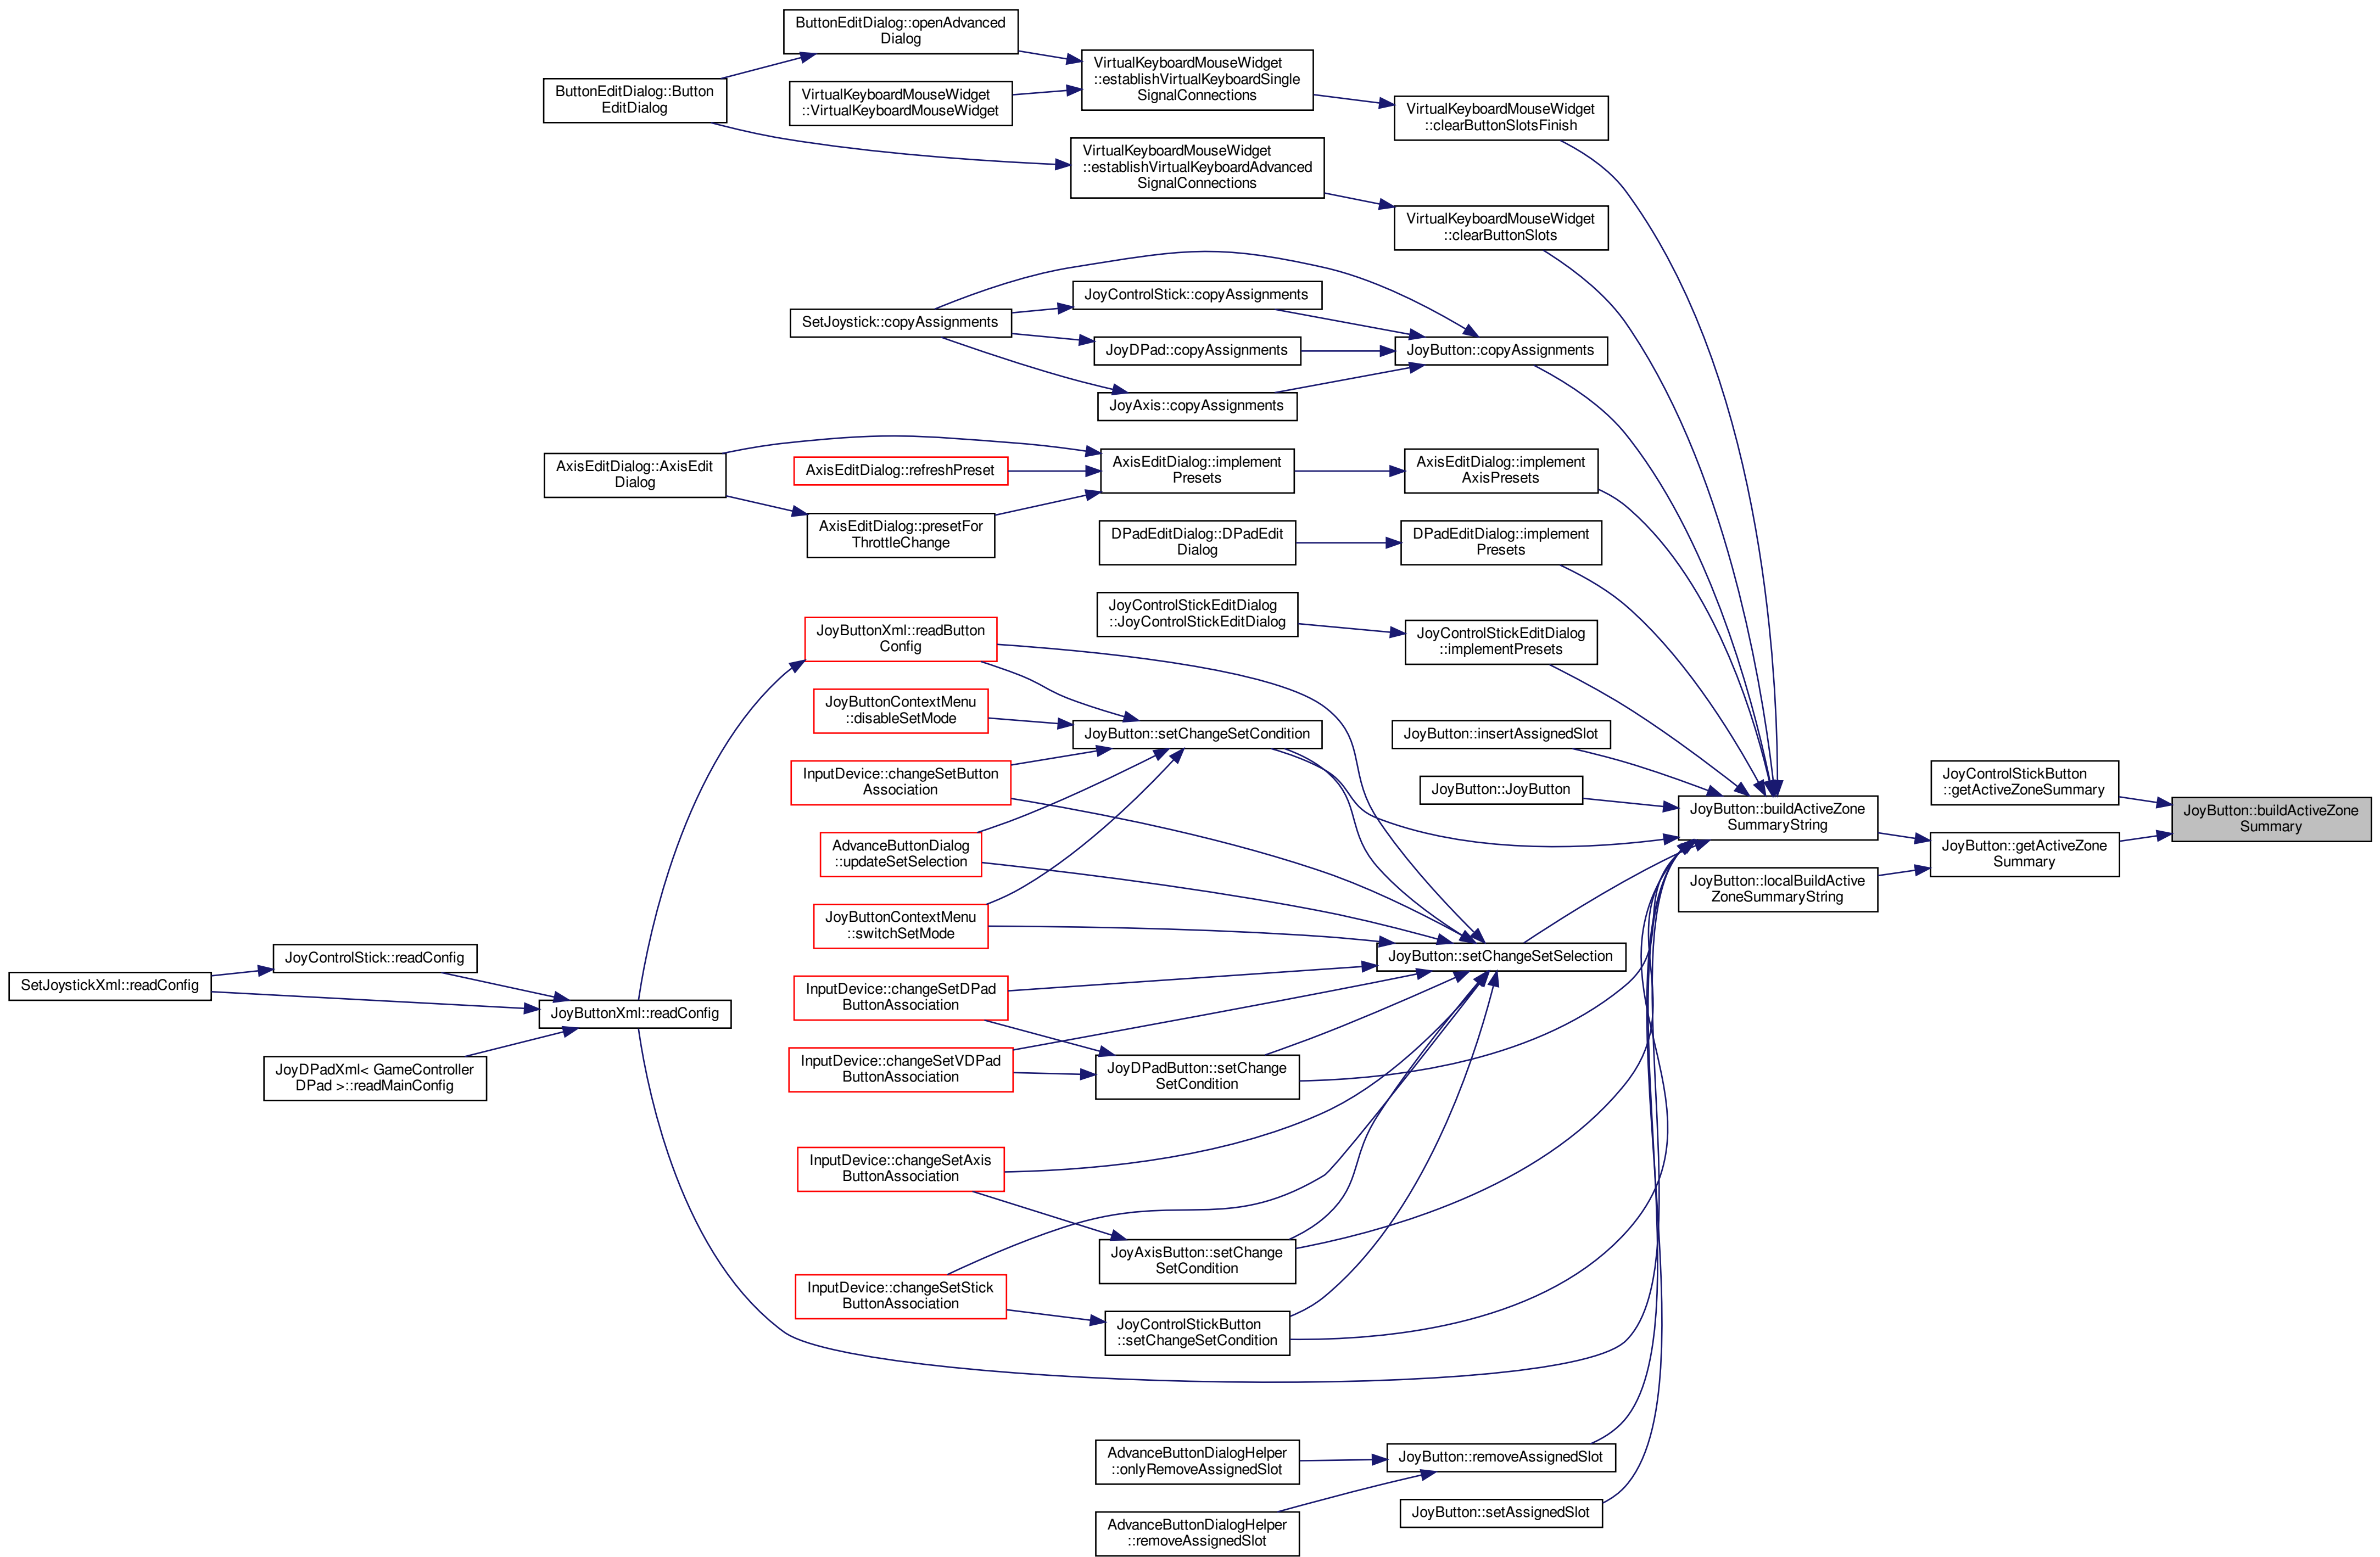 ButtonEditDialog::openAdvanced
Dialog
ButtonEditDialog::Button
EditDialog
VirtualKeyboardMouseWidget
::VirtualKeyboardMouseWidget
VirtualKeyboardMouseWidget
::establishVirtualKeyboardSingle
SignalConnections
VirtualKeyboardMouseWidget
::clearButtonSlotsFinish
VirtualKeyboardMouseWidget
::establishVirtualKeyboardAdvanced
SignalConnections
VirtualKeyboardMouseWidget
::clearButtonSlots
SetJoystick::copyAssignments
JoyControlStick::copyAssignments
JoyDPad::copyAssignments
JoyAxis::copyAssignments
JoyButton::copyAssignments
AxisEditDialog::AxisEdit
Dialog
AxisEditDialog::refreshPreset
AxisEditDialog::presetFor
ThrottleChange
AxisEditDialog::implement
Presets
AxisEditDialog::implement
AxisPresets
DPadEditDialog::DPadEdit
Dialog
DPadEditDialog::implement
Presets
JoyControlStickEditDialog
::JoyControlStickEditDialog
JoyControlStickEditDialog
::implementPresets
JoyButtonXml::readButton
Config
JoyButtonContextMenu
::disableSetMode
JoyButton::setChangeSetCondition
JoyButton::insertAssignedSlot
InputDevice::changeSetButton
Association
JoyButton::JoyButton
AdvanceButtonDialog
::updateSetSelection
JoyButtonContextMenu
::switchSetMode
JoyButton::buildActiveZone
SummaryString
JoyButton::localBuildActive
ZoneSummaryString
JoyControlStickButton
::getActiveZoneSummary
JoyButton::getActiveZone
Summary
JoyButton::buildActiveZone
Summary
JoyButton::setChangeSetSelection
SetJoystickXml::readConfig
JoyControlStick::readConfig
JoyButtonXml::readConfig
JoyDPadXml< GameController
DPad >::readMainConfig
InputDevice::changeSetDPad
ButtonAssociation
InputDevice::changeSetVDPad
ButtonAssociation
JoyDPadButton::setChange
SetCondition
InputDevice::changeSetAxis
ButtonAssociation
JoyAxisButton::setChange
SetCondition
InputDevice::changeSetStick
ButtonAssociation
JoyControlStickButton
::setChangeSetCondition
AdvanceButtonDialogHelper
::onlyRemoveAssignedSlot
JoyButton::removeAssignedSlot
AdvanceButtonDialogHelper
::removeAssignedSlot
JoyButton::setAssignedSlot